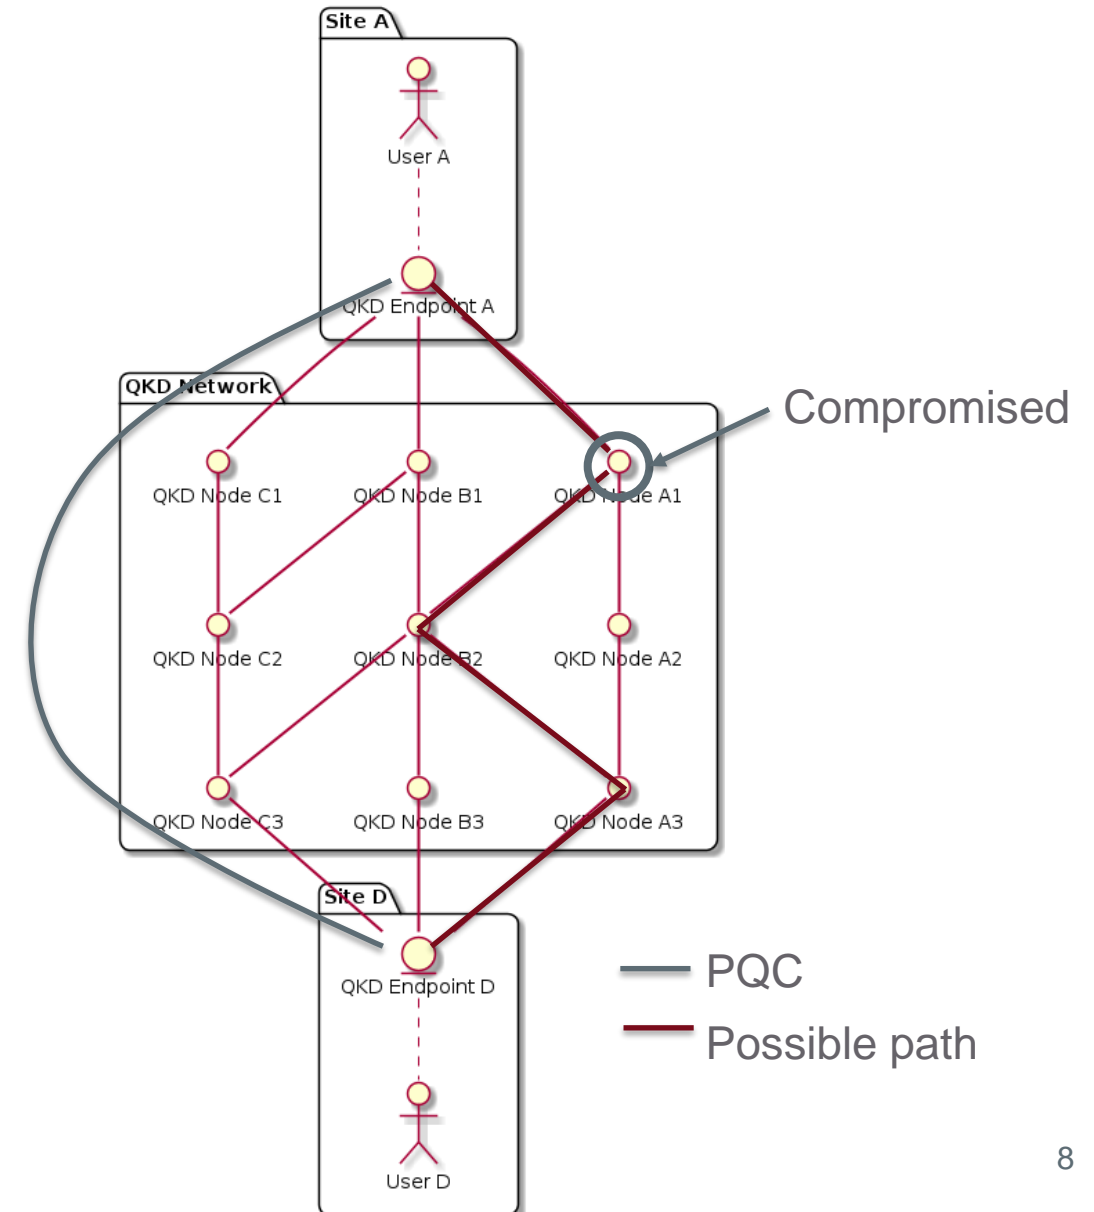 Site A
User A
QKD Endpoint A
QKD Network
Compromised
QKD Node C1
QKD Node B1
QKD Node A1
QKD Node C2
QKD Node B2
QKD Node A2
QKD Node C3
QKD Node B3
QKD Node A3
Site D
QKD Endpoint D
PQC
Possible path
User D
8